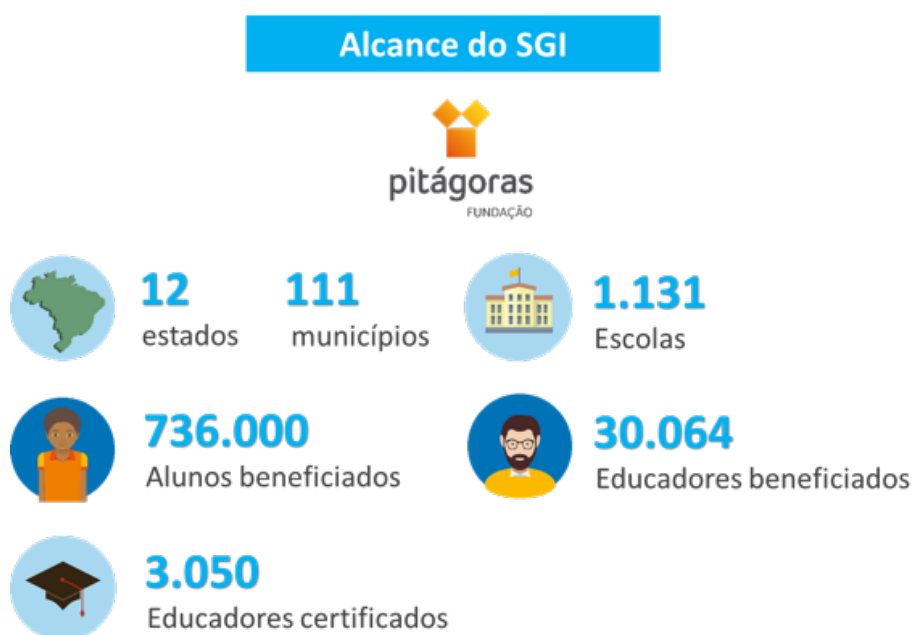 Alcance do SGI
pitágoras
FUNDAÇÃO
12
estados
111
municípios
1.131
Escolas
736.000
Alunos beneficiados
30.064
Educadores beneficiados
3.050
Educadores certificados